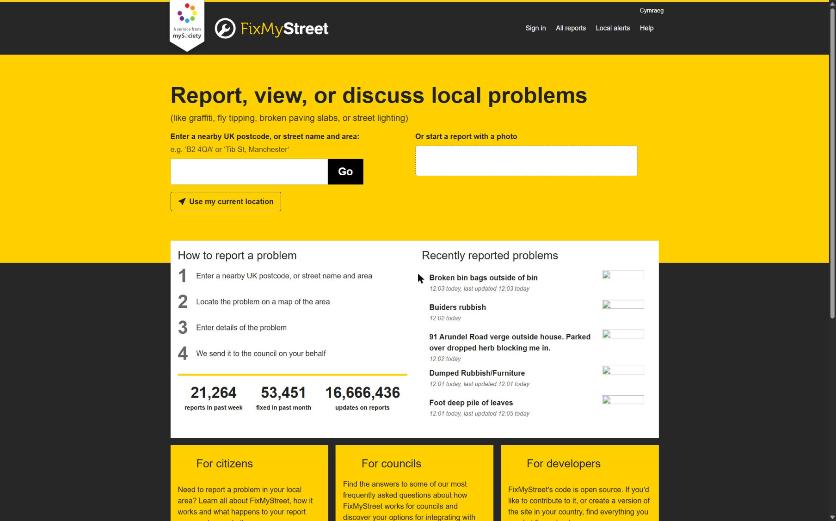 Cymraeg
A service from
mySociety
FixMyStreet
Sign in
All reports
Local alerts
Help
Report, view, or discuss local problems
(like graffiti, fly tipping, broken paving slabs, or street lighting)
Enter a nearby UK postcode, or street name and area:
e.g. 'B2 4QA' or 'Tib St, Manchester'
Go
Use my current location
Or start a report with a photo
How to report a problem
1 Enter a nearby UK postcode, or street name and area
2 Locate the problem on a map of the area
3 Enter details of the problem
4 We send it to the council on your behalf
21,264 53,451 16,666,436
reports in past week fixed in past month updates on reports
Recently reported problems
Broken bin bags outside of bin
12:03 today, last updated 12:03 today
Buiders rubbish
12:02 today
91 Arundel Road verge outside house. Parked
over dropped herb blocking me in.
12:02 today
Dumped Rubbish/Furniture
12:01 today, last updated 12:01 today
Foot deep pile of leaves
12:01 today, last updated 12:05 today
For citizens
Need to report a problem in your local
area? Learn all about FixMyStreet, how it
works and what happens to your report
For councils
Find the answers to some of our most
frequently asked questions about how
FixMyStreet works for councils and
discover your options for integrating with
For developers
FixMyStreet's code is open source. If you'd
like to contribute to it, or create a version of
the site in your country, find everything you